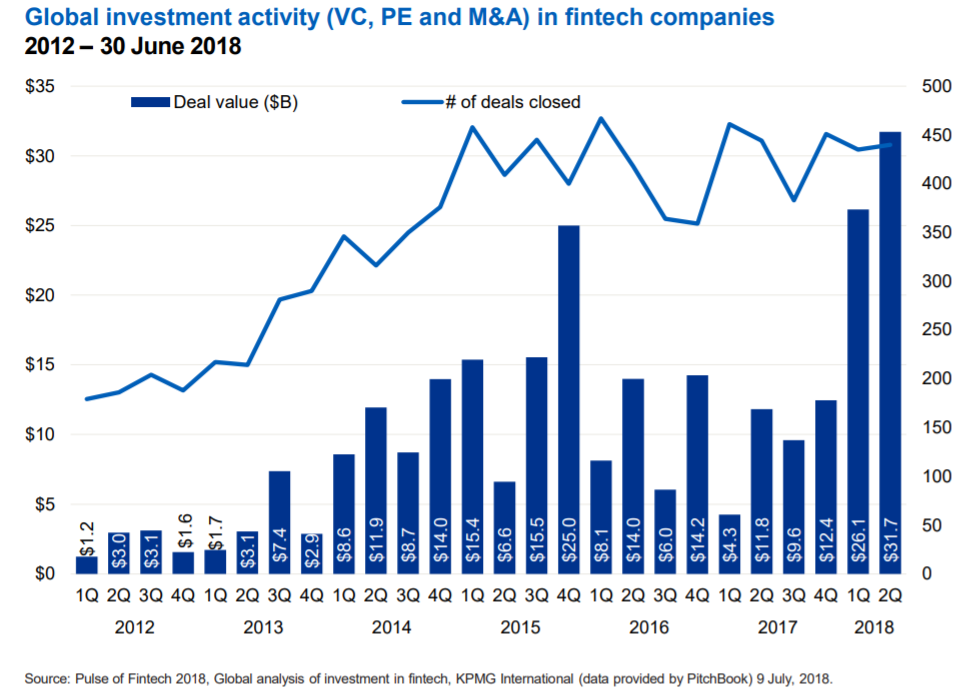 Global investment activity (VC, PE and M&A) in fintech companies
2012 – 30 June 2018
Deal value ($B)
# of deals closed
$35
$30
$25
$20
$15
$10
$5
$0
500
450
400
350
300
250
200
150
100
50
0
$1.2 $3.0 $3.1 $1.6 $1.7 $3.1 $7.4 $2.9 $8.6 $11.9 $8.7 $14.0 $15.4 $6.6 $15.5 $25.0 $8.1 $14.0 $6.0 $14.2 $4.3 $11.8 $9.6 $12.4 $26.1 $31.7
1Q 2Q 3Q 4Q 1Q 2Q 3Q 4Q 1Q 2Q 3Q 4Q 1Q 2Q 3Q 4Q 1Q 2Q 3Q 4Q 1Q 2Q 3Q 4Q 1Q 2Q
2012 2013 2014 2015 2016 2017 2018
Source: Pulse of Fintech 2018, Global analysis of investment in fintech, KPMG International (data provided by PitchBook) 9 July, 2018.